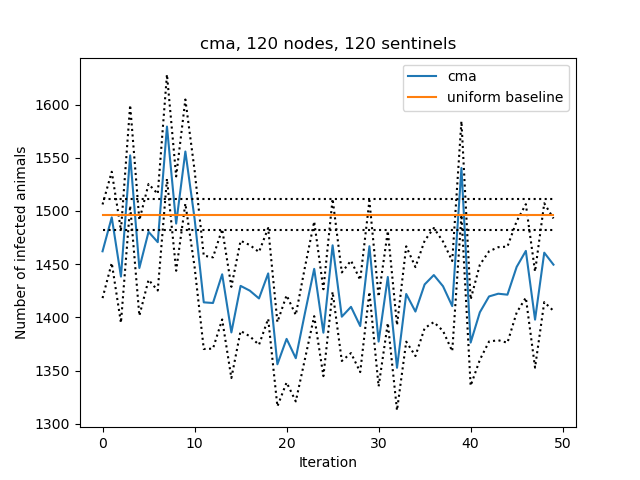 cma, 120 nodes, 120 sentinels
cma
uniform baseline
Number of infected animals
1600
1550
1500
1450
1400
1350
1300
0 10 20 30 40 50
Iteration